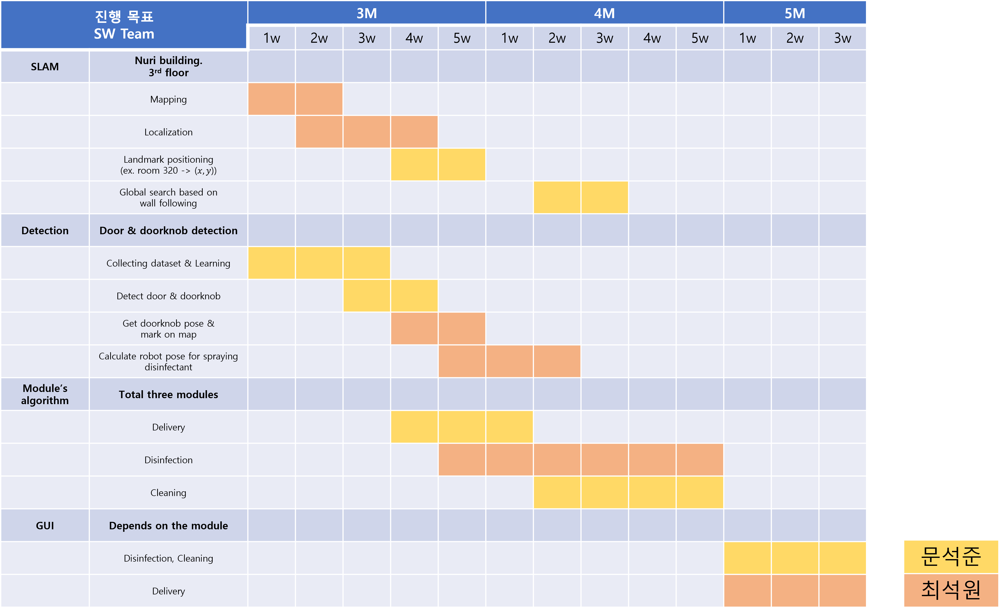 진행 목표
SW Team
3M
4M
5M
1w
2w
3w
4w
5w
1w
2w
3w
4w
5w
1w
2w
3w
SLAM
Nuri building.
3rd floor
Mapping
Localization
Landmark positioning
(ex. room 320 -> (x, y))
Global search based on
wall following
Detection
Door & doorknob detection
Collecting dataset & Learning
Detect door & doorknob
Get doorknob pose &
mark on map
Calculate robot pose for spraying
disinfectant
Module’s
algorithm
Total three modules
Delivery
Disinfection
Cleaning
GUI
Depends on the module
Disinfection, Cleaning
Delivery
문석준
최석원